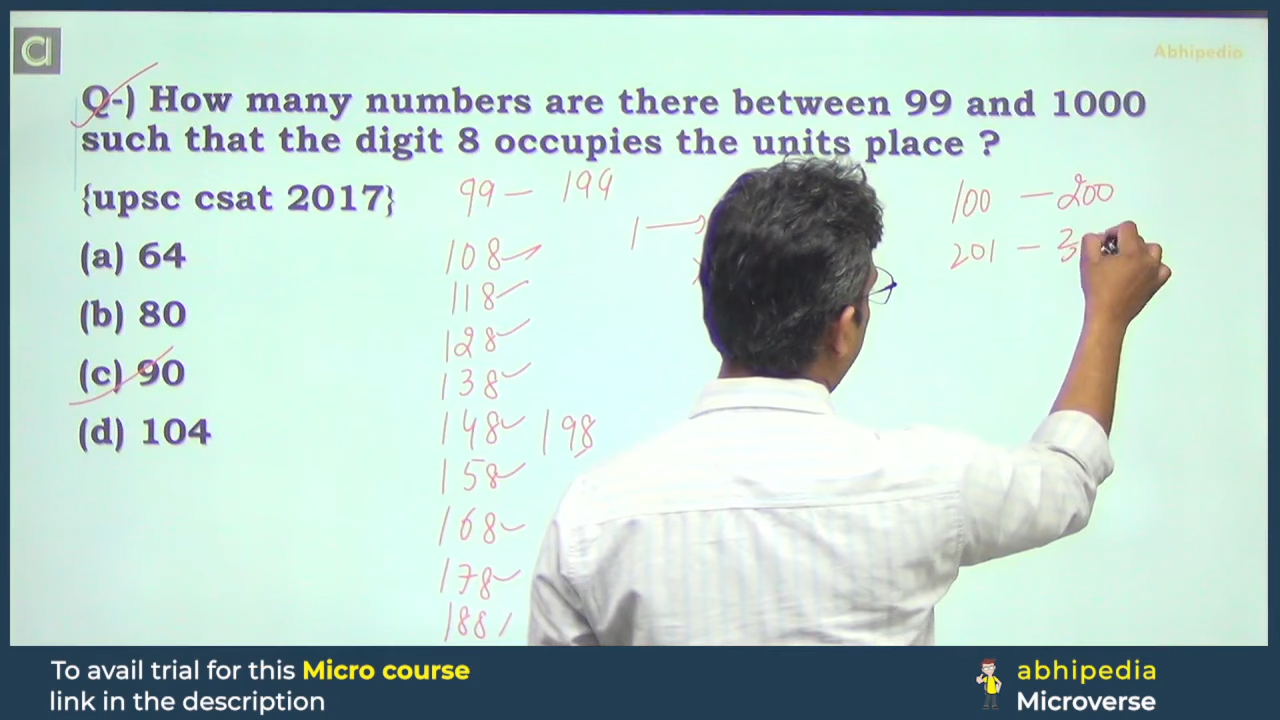 Abhipedia
Q-) How many numbers are there between 99 and 1000
such that the digit 8 occupies the units place ?
{upsc csat 2017}
(a) 64
(b) 80
(c) 90
(d) 104
99 - 199
108
118
128
138
148
158
168
178
188
198
1 →
100 - 200
201 - 3
To avail trial for this Micro course
link in the description
abhipedia
Microverse